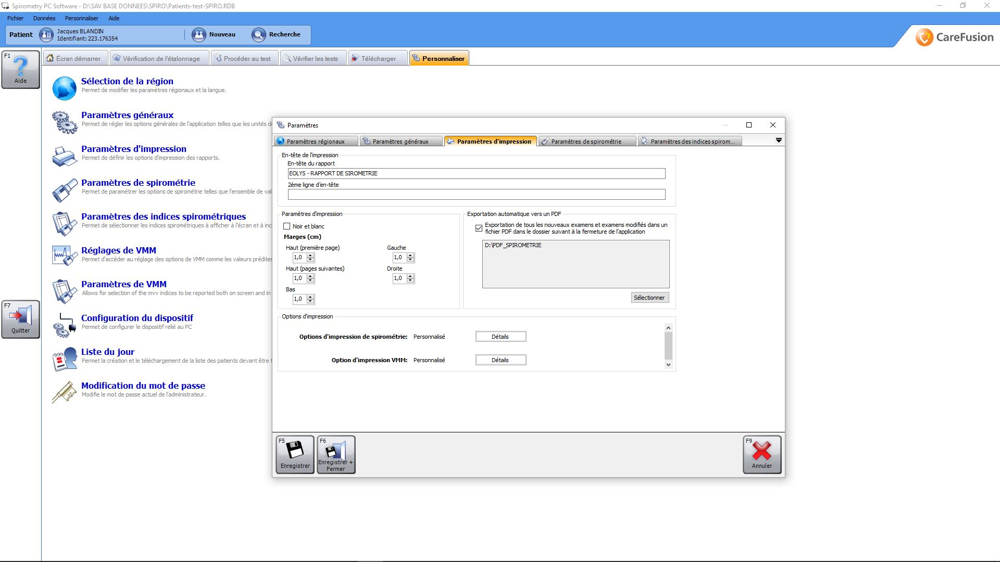 Spirometry PC Software - D:\SAV BASE DONNEES\SPIRO\Patients-test-SPIRO.RDB
Fichier Données Personnaliser Aide
Patient
Jacques BLANDIN
Identifiant: 223.176354
Nouveau
Recherche
CareFusion
F1
Aide
Écran démarrer
Vérification de l'étalonnage
Procéder au test
Vérifier les tests
Télécharger
Personnaliser
Sélection de la région
Permet de modifier les paramètres régionaux et la langue.
Paramètres généraux
Permet de régler les options générales de l'application telles que les unités d
Paramètres d'impression
Permet de définir les options d'impression des rapports.
Paramètres de spirométrie
Permet de paramétrer les options de spirométrie telles que l'ensemble de val
Paramètres des indices spirométriques
Permet de sélectionner les indices spirométriques à afficher à l'écran et à inc
Réglages de VMM
Permet d'accéder au réglage des options de VMM comme les valeurs prédites
Paramètres de VMM
Allows for selection of the mvv indices to be reported both on screen and in
Configuration du dispositif
Permet de configurer le dispositif relié au PC
Liste du jour
Permet la création et le téléchargement de la liste des patients devant être t
Modification du mot de passe
Modifie le mot de passe actuel de l'administrateur.
F7
Quitter
Paramètres
Paramètres régionaux
Paramètres généraux
Paramètres d'impression
Paramètres de spirométrie
Paramètres des indices spirom...
En-tête de l'impression
En-tête du rapport
EOLYS - RAPPORT DE SIROMETRIE
2ème ligne d'en-tête
Paramètres d'impression
Noir et blanc
Marges (cm)
Haut (première page)
1,0
Gauche
1,0
Haut (pages suivantes)
1,0
Droite
1,0
Bas
1,0
Exportation automatique vers un PDF
Exportation de tous les nouveaux examens et examens modifiés dans un
fichier PDF dans le dossier suivant à la fermeture de l'application
D:\PDF_SPIROMETRIE
Sélectionner
Options d'impression
Options d'impression de spirométrie: Personnalisé Détails
Option d'impression VMM: Personnalisé Détails
F5
Enregistrer
F6
Enregistrer +
Fermer
F9
Annuler